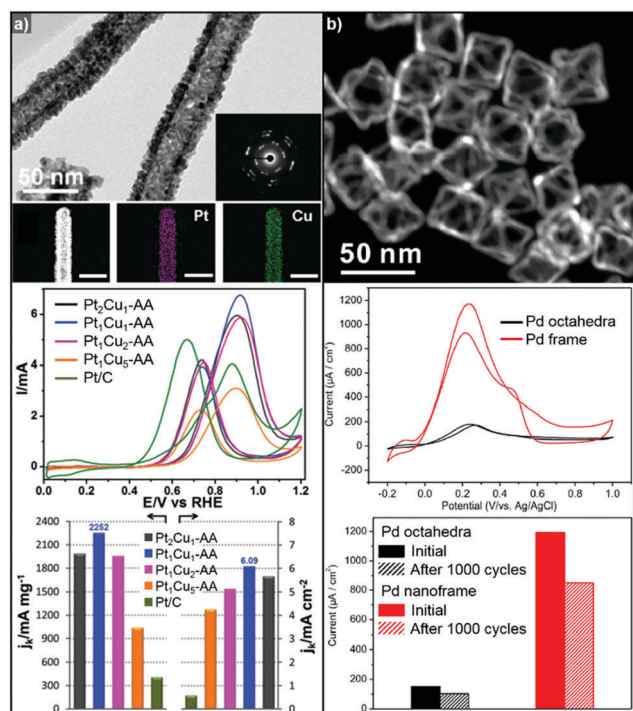 a)
50 nm
Pt
Cu
b)
50 nm
I/mA
6
4
2
0
0.0 0.2 0.4 0.6 0.8 1.0 1.2
E/V vs RHE
Pt2Cu1-AA
Pt1Cu1-AA
Pt1Cu2-AA
Pt1Cu5-AA
Pt/C
Current (µA / cm²)
1200
1000
800
600
400
200
0
-200
-0.2 0.0 0.2 0.4 0.6 0.8 1.0
Potential (V/vs. Ag/AgCl)
Pd octahedra
Pd frame
jk/mA mg-1
2400
2100
1800
1500
1200
900
600
300
0
2252
Pt2Cu1-AA
Pt1Cu1-AA
Pt1Cu2-AA
Pt1Cu5-AA
Pt/C
6.09
8
7
6
5
4
3
2
1
0
jk/mA cm-2
Current (µA / cm²)
1200
1000
800
600
400
200
0
Pd octahedra
Initial
After 1000 cycles
Pd nanoframe
Initial
After 1000 cycles